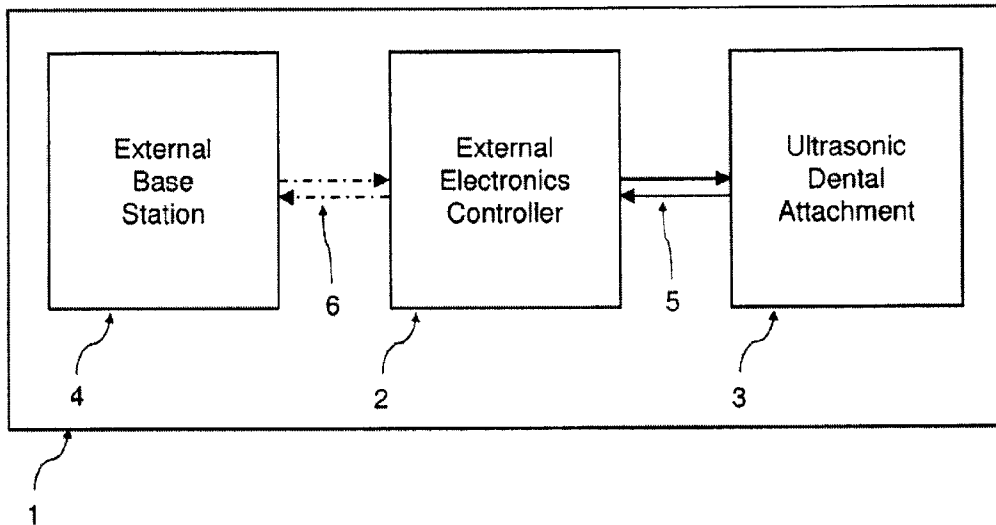 External
Base
Station
External
Electronics
Controller
Ultrasonic
Dental
Attachment
6
5
4
2
3
1